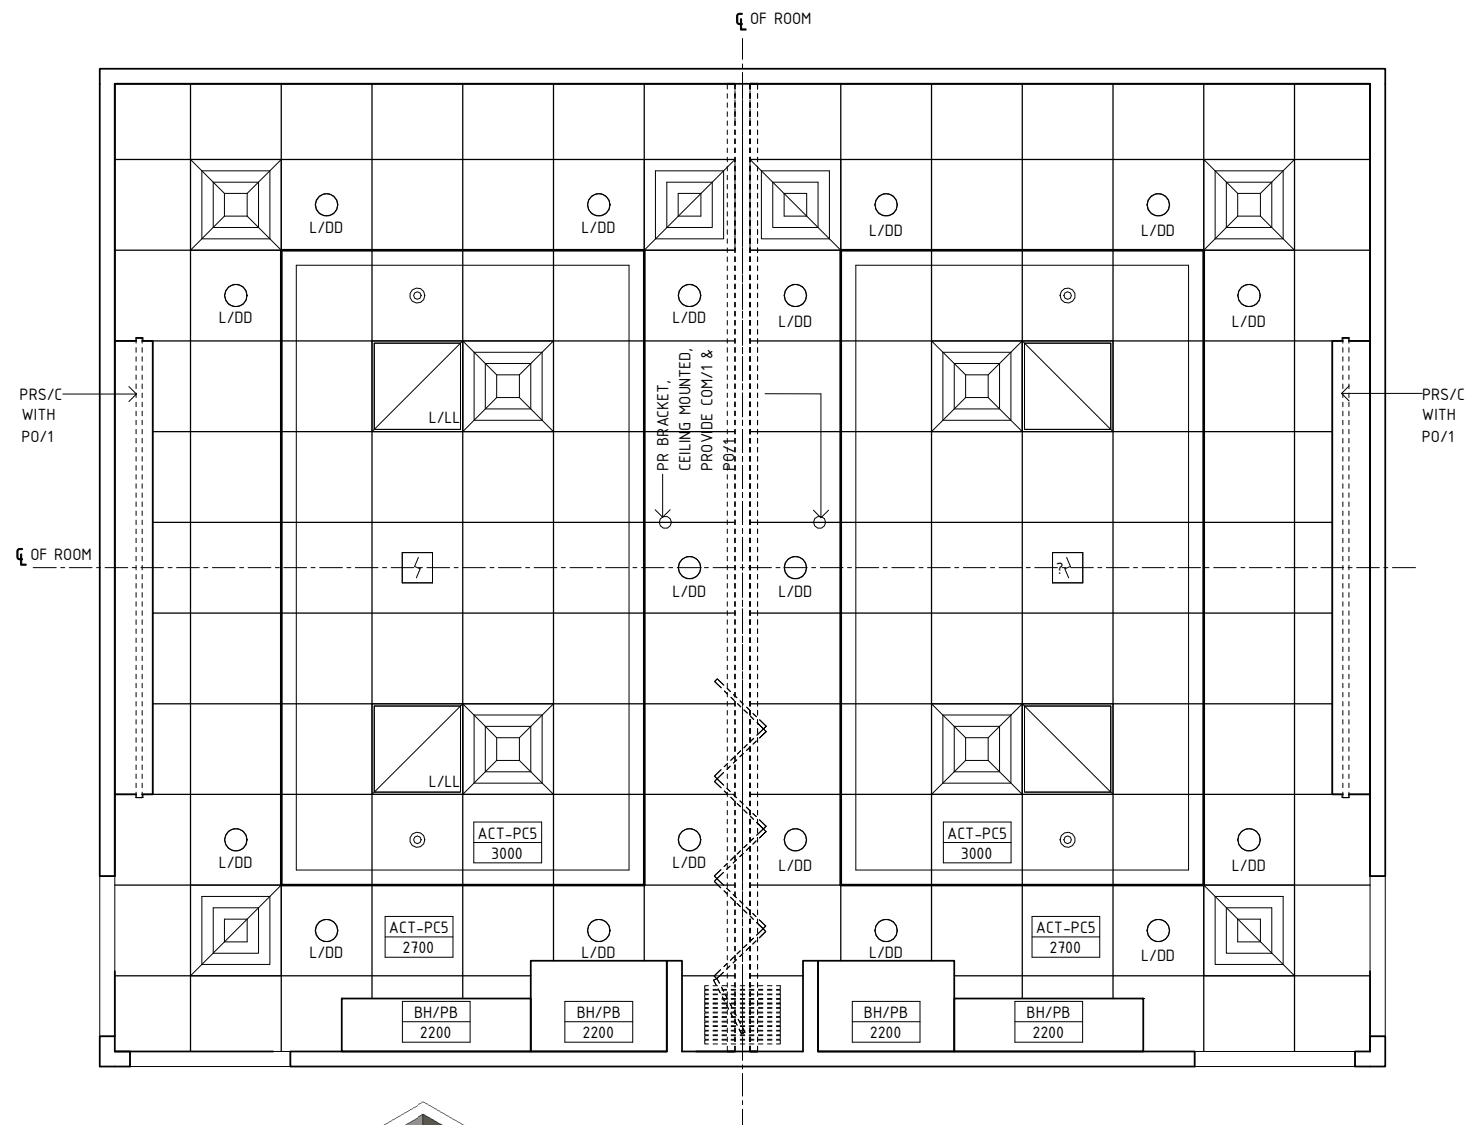 ℄ OF ROOM
L/DD
L/DD
L/DD
L/DD
L/DD
L/DD
L/DD
L/DD
PRS/C
WITH
PO/1
L/LL
PR BRACKET,
CEILING MOUNTED,
PROVIDE COM/1 &
PO/1
PRS/C
WITH
PO/1
℄ OF ROOM
L/DD
L/DD
?
L/LL
ACT-PC5
3000
ACT-PC5
3000
L/DD
L/DD
L/DD
L/DD
ACT-PC5
2700
ACT-PC5
2700
L/DD
L/DD
L/DD
L/DD
BH/PB
2200
BH/PB
2200
BH/PB
2200
BH/PB
2200